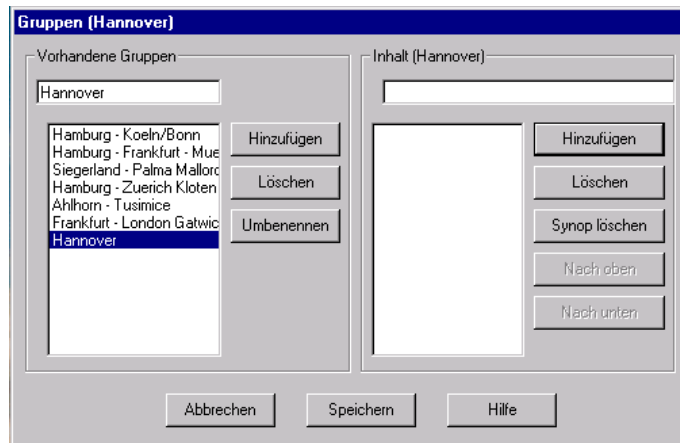 Gruppen (Hannover)
Vorhandene Gruppen
Hannover
Hamburg - Koeln/Bonn
Hamburg - Frankfurt - Mue
Siegerland - Palma Mallorc
Hamburg - Zuerich Kloten
Ahlhorn - Tusimice
Frankfurt - London Gatwic
Hannover
Hinzufügen
Löschen
Umbenennen
Inhalt (Hannover)
Hinzufügen
Löschen
Synop löschen
Nach oben
Nach unten
Abbrechen
Speichern
Hilfe